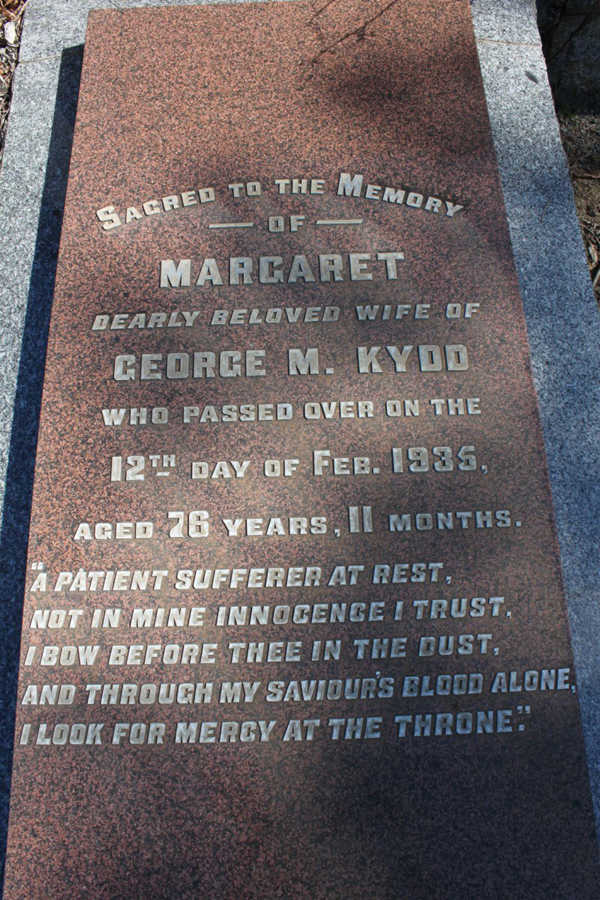 SACRED TO THE MEMORY
— OF —
MARGARET
DEARLY BELOVED WIFE OF
GEORGE M. KYDD
WHO PASSED OVER ON THE
12TH DAY OF FEB. 1935,
AGED 76 YEARS, 11 MONTHS.
"A PATIENT SUFFERER AT REST,
NOT IN MINE INNOCENCE I TRUST,
I BOW BEFORE THEE IN THE DUST,
AND THROUGH MY SAVIOUR'S BLOOD ALONE,
I LOOK FOR MERCY AT THE THRONE."